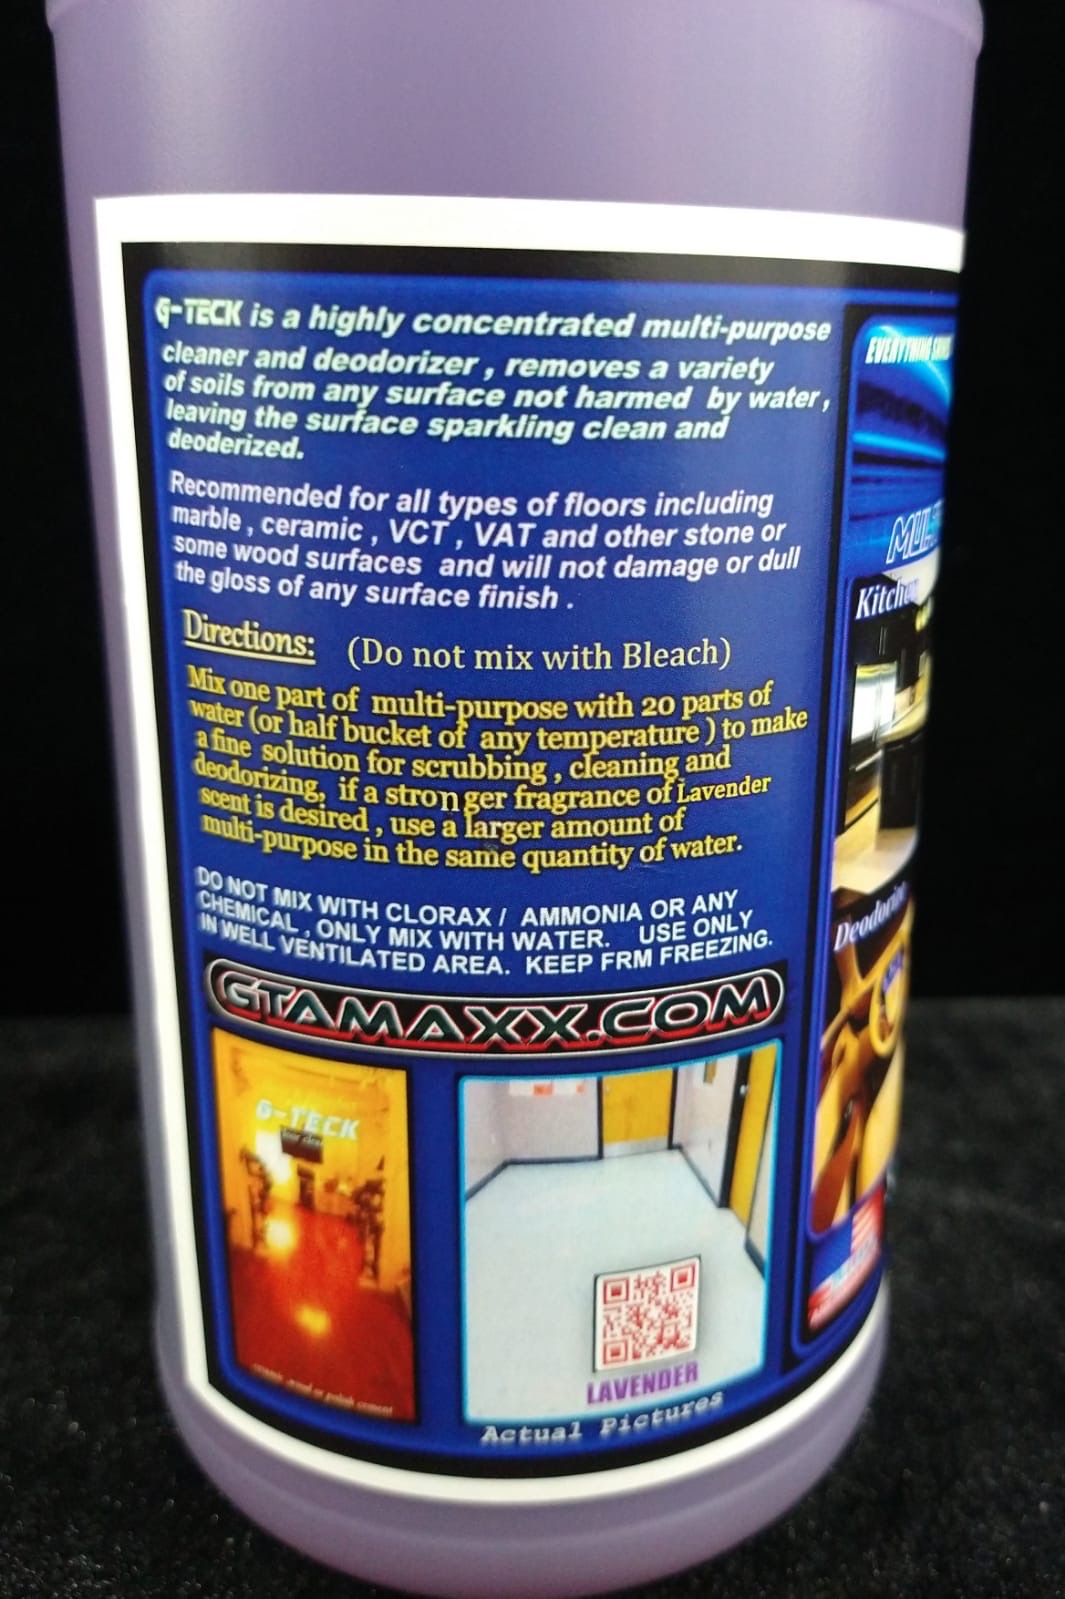 G-TECK is a highly concentrated multi-purpose
cleaner and deodorizer , removes a variety
of soils from any surface not harmed by water ,
leaving the surface sparkling clean and
deoderized.
Recommended for all types of floors including
marble , ceramic , VCT , VAT and other stone or
some wood surfaces and will not damage or dull
the gloss of any surface finish .
Directions: (Do not mix with Bleach)
Mix one part of multi-purpose with 20 parts of
water (or half bucket of any temperature ) to make
a fine solution for scrubbing , cleaning and
deodorizing, if a stronger fragrance of Lavender
scent is desired , use a larger amount of
multi-purpose in the same quantity of water.
DO NOT MIX WITH CLORAX / AMMONIA OR ANY
CHEMICAL , ONLY MIX WITH WATER. USE ONLY
IN WELL VENTILATED AREA. KEEP FRM FREEZING.
GTAMAXX.COM
G-TECK
LAVENDER
Actual Pictures
EVERYTHING
Kitchen